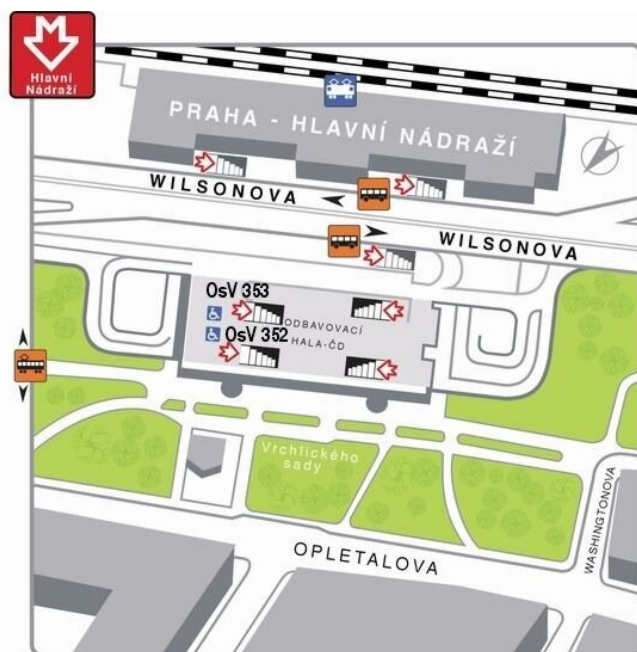 M
Hlavní
Nádraží
PRAHA - HLAVNÍ NÁDRAŽÍ
WILSONOVA
WILSONOVA
OsV 353
ODBAVOVACÍ
OsV 352
HALA-ČD
Vrchlického
sady
OPLETALOVA
WASHINGTONOVA